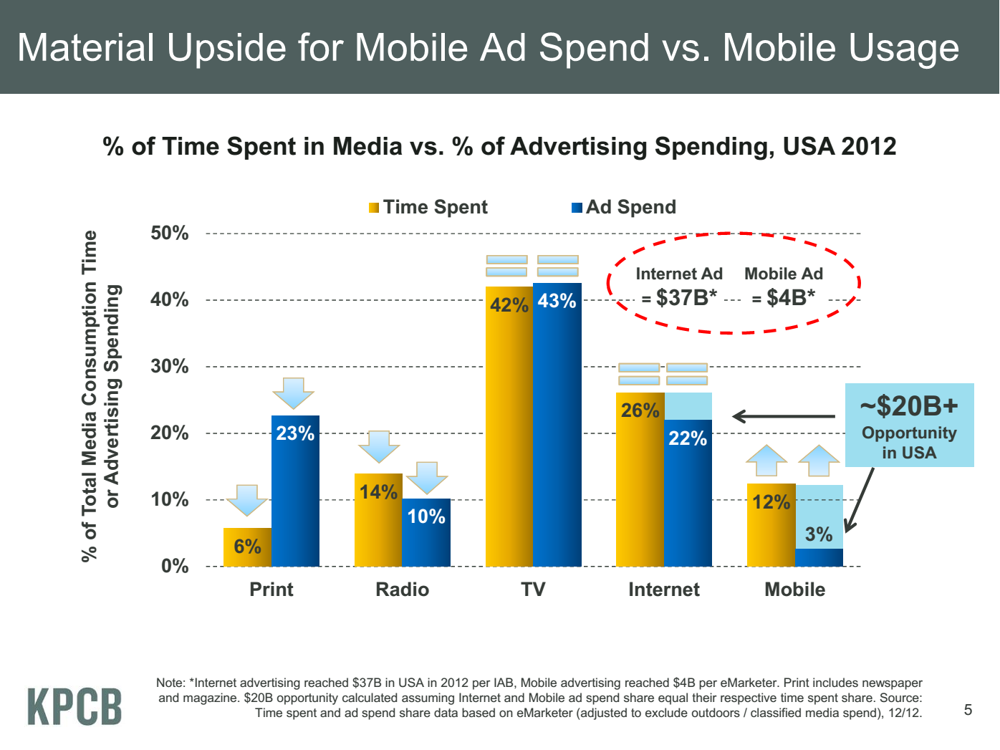 Material Upside for Mobile Ad Spend vs. Mobile Usage
% of Time Spent in Media vs. % of Advertising Spending, USA 2012
Time Spent
Ad Spend
% of Total Media Consumption Time
or Advertising Spending
50%
40%
30%
20%
10%
0%
6%
23%
14%
10%
42%
43%
26%
22%
12%
3%
Internet Ad
= $37B*
Mobile Ad
= $4B*
~$20B+
Opportunity
in USA
Print
Radio
TV
Internet
Mobile
KPCB
Note: *Internet advertising reached $37B in USA in 2012 per IAB, Mobile advertising reached $4B per eMarketer. Print includes newspaper
and magazine. $20B opportunity calculated assuming Internet and Mobile ad spend share equal their respective time spent share. Source:
Time spent and ad spend share data based on eMarketer (adjusted to exclude outdoors / classified media spend), 12/12.
5